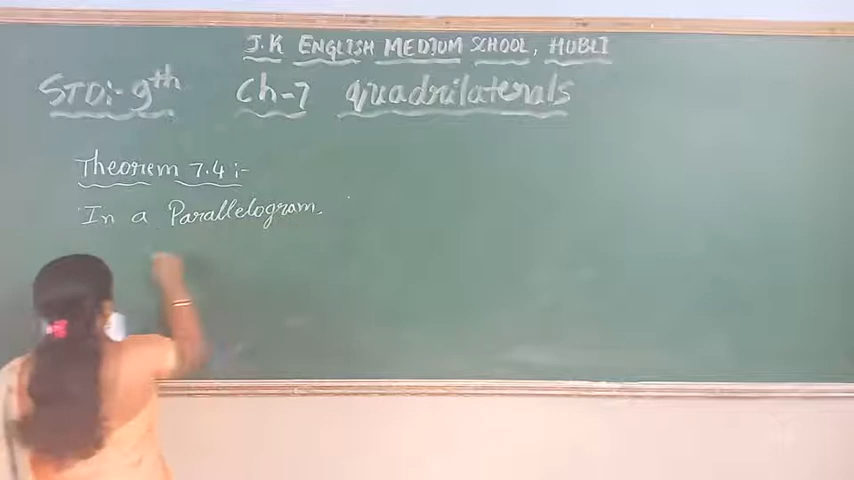 J.K ENGLISH MEDIUM SCHOOL, HUBLI
STD:- 9th Ch-7 Quadrilaterals
Theorem 7.4:-
In a Parallelogram,